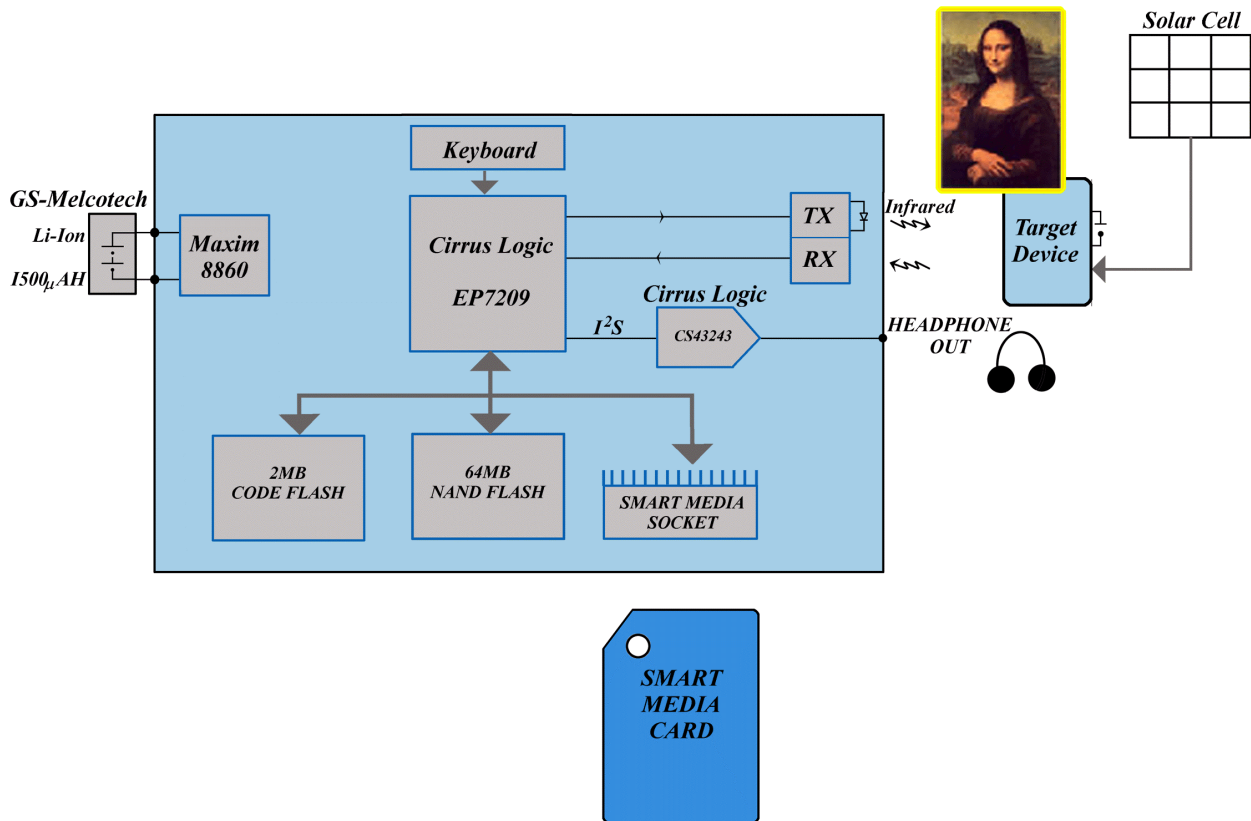 Solar Cell
Keyboard
GS-Melcotech
Li-Ion
I500μAH
Maxim
8860
Cirrus Logic
EP7209
TX
RX
Infrared
Target
Device
Cirrus Logic
I²S
CS43243
HEADPHONE
OUT
2MB
CODE FLASH
64MB
NAND FLASH
SMART MEDIA
SOCKET
SMART
MEDIA
CARD